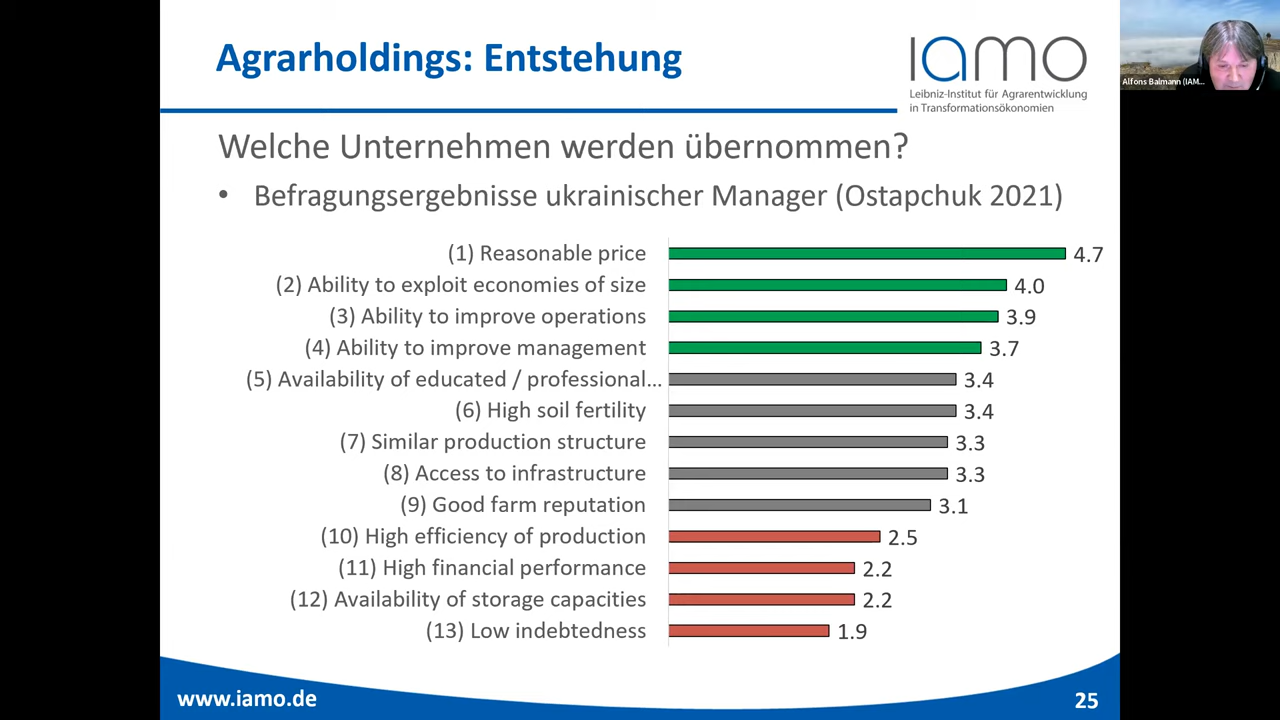 Agrarholdings: Entstehung
IAMO
Leibniz-Institut für Agrarentwicklung
in Transformationsökonomien
Alfons Balmann (IAM...
Welche Unternehmen werden übernommen?
• Befragungsergebnisse ukrainischer Manager (Ostapchuk 2021)
(1) Reasonable price 4.7
(2) Ability to exploit economies of size 4.0
(3) Ability to improve operations 3.9
(4) Ability to improve management 3.7
(5) Availability of educated / professional... 3.4
(6) High soil fertility 3.4
(7) Similar production structure 3.3
(8) Access to infrastructure 3.3
(9) Good farm reputation 3.1
(10) High efficiency of production 2.5
(11) High financial performance 2.2
(12) Availability of storage capacities 2.2
(13) Low indebtedness 1.9
www.iamo.de
25